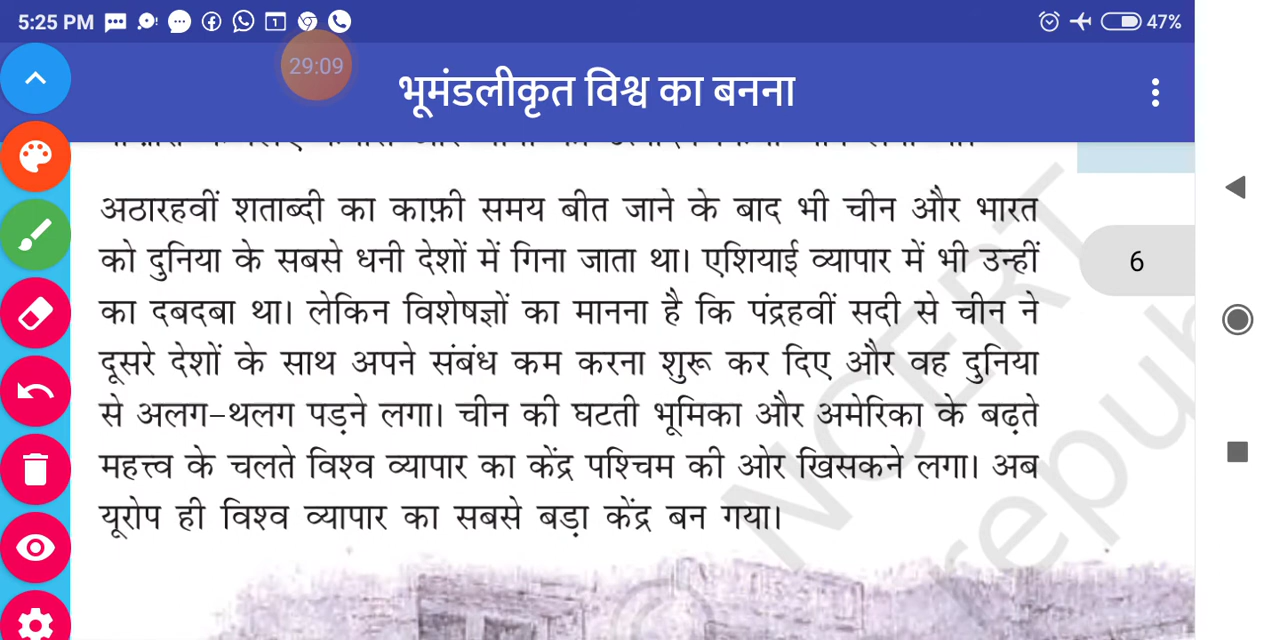 5:25 PM
47%
29:09
भूमंडलीकृत विश्व का बनना
अठारहवीं शताब्दी का काफ़ी समय बीत जाने के बाद भी चीन और भारत
को दुनिया के सबसे धनी देशों में गिना जाता था। एशियाई व्यापार में भी उन्हीं
का दबदबा था। लेकिन विशेषज्ञों का मानना है कि पंद्रहवीं सदी से चीन ने
दूसरे देशों के साथ अपने संबंध कम करना शुरू कर दिए और वह दुनिया
से अलग-थलग पड़ने लगा। चीन की घटती भूमिका और अमेरिका के बढ़ते
महत्त्व के चलते विश्व व्यापार का केंद्र पश्चिम की ओर खिसकने लगा। अब
यूरोप ही विश्व व्यापार का सबसे बड़ा केंद्र बन गया।
6
NCERT
republ